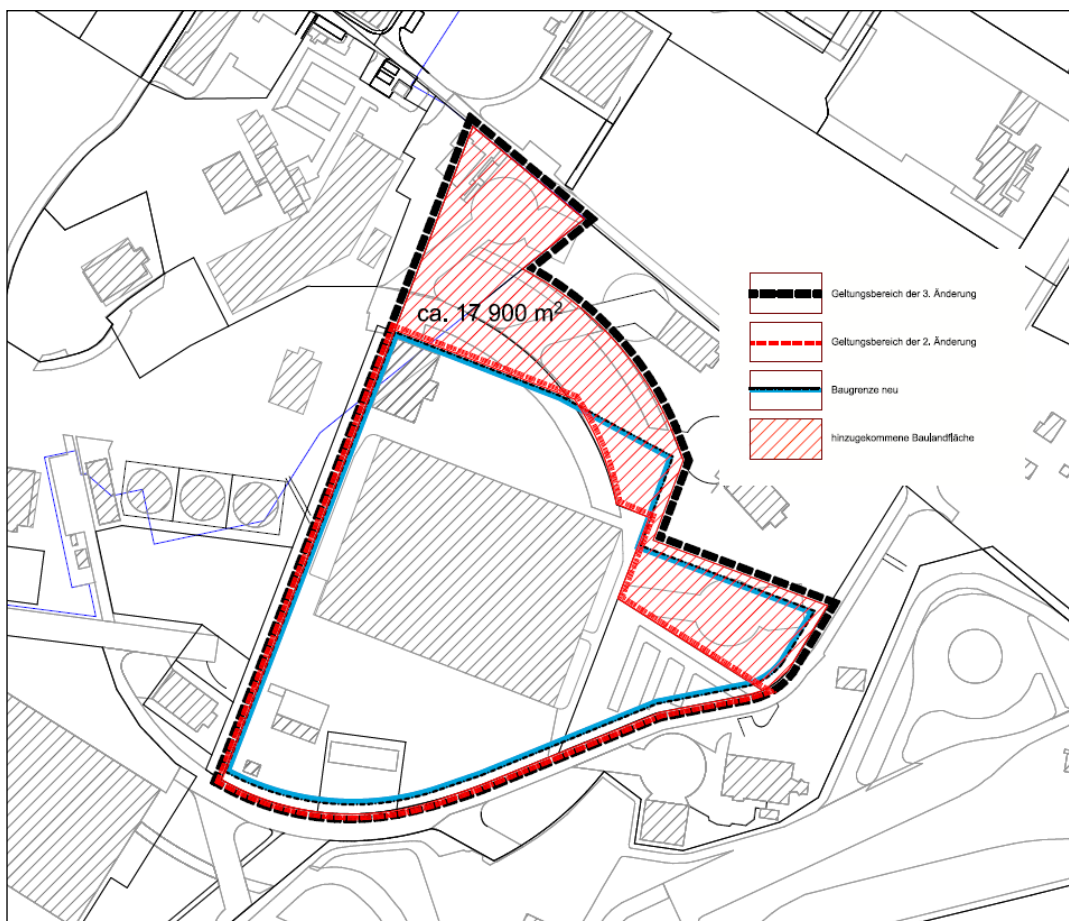 ca. 17.900 m²
Geltungsbereich der 3. Änderung
Geltungsbereich der 2. Änderung
Baugrenze neu
hinzugekommene Baulandfläche